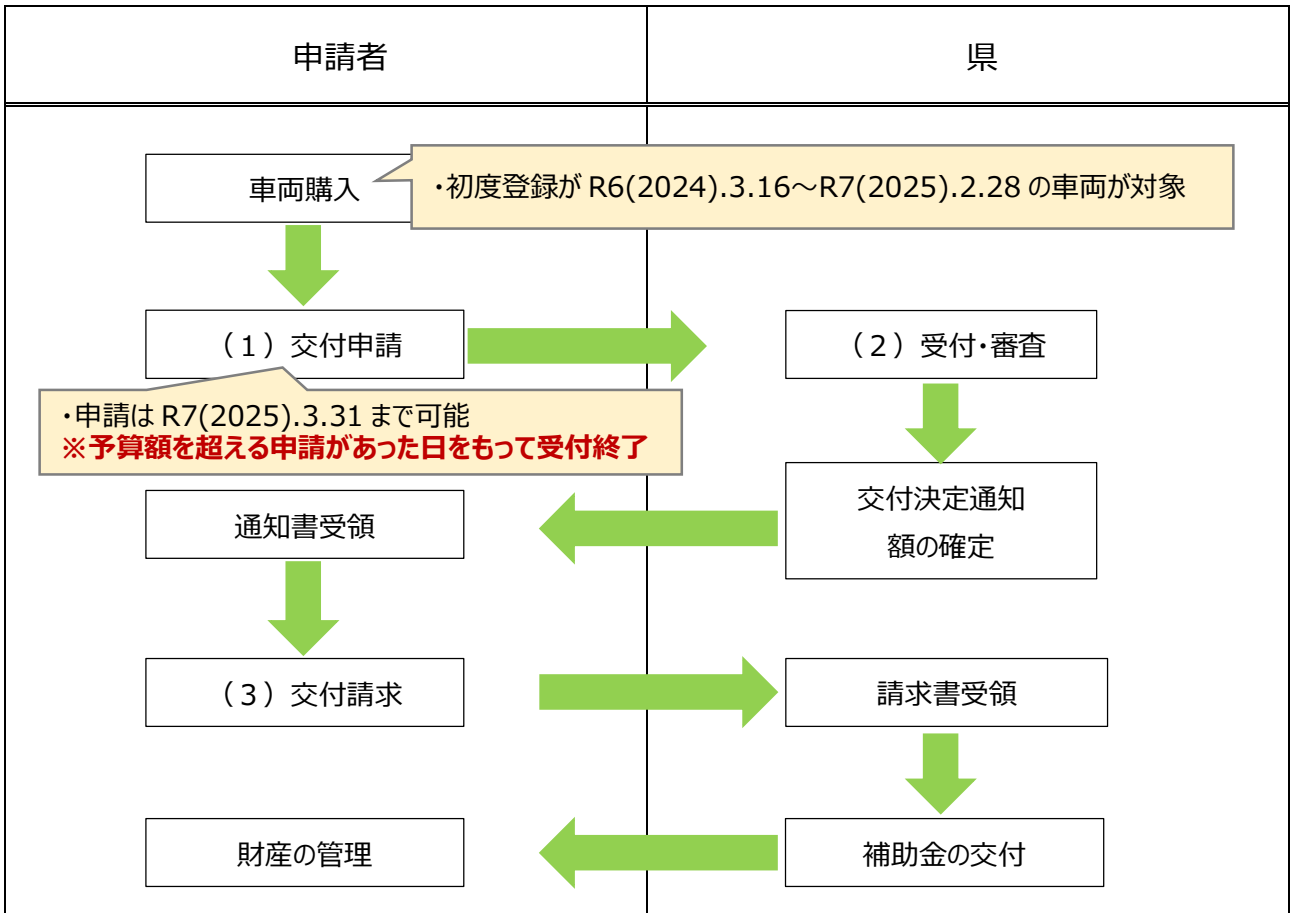 申請者
県
車両購入
・初度登録が R6(2024).3.16～R7(2025).2.28 の車両が対象
（１）交付申請
（２）受付・審査
・申請は R7(2025).3.31 まで可能
※予算額を超える申請があった日をもって受付終了
通知書受領
交付決定通知
額の確定
（３）交付請求
請求書受領
財産の管理
補助金の交付